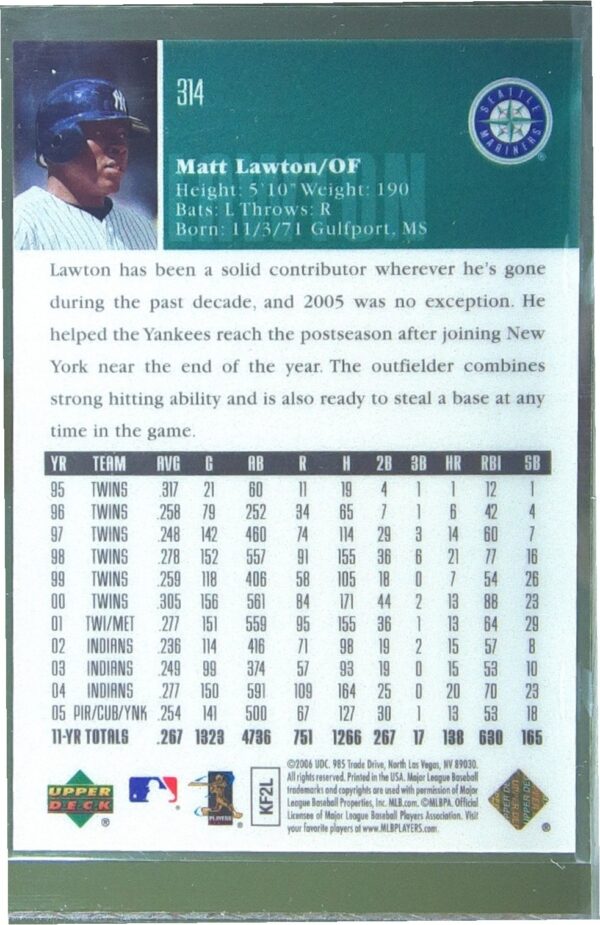 314
SEATTLE MARINERS
Matt Lawton/OF
Height: 5'10" Weight: 190
Bats: L Throws: R
Born: 11/3/71 Gulfport, MS
Lawton has been a solid contributor wherever he's gone
during the past decade, and 2005 was no exception. He
helped the Yankees reach the postseason after joining New
York near the end of the year. The outfielder combines
strong hitting ability and is also ready to steal a base at any
time in the game.
YR TEAM AVG G AB R H 2B 3B HR RBI SB
95 TWINS .317 21 60 11 19 4 1 1 12 1
96 TWINS .258 79 252 34 65 7 1 6 42 4
97 TWINS .248 142 460 74 114 29 3 14 60 7
98 TWINS .278 152 557 91 155 36 6 21 77 16
99 TWINS .259 118 406 58 105 18 0 7 54 26
00 TWINS .305 156 561 84 171 44 2 13 88 23
01 TWI/MET .277 151 559 95 155 36 1 13 64 29
02 INDIANS .236 114 416 71 98 19 2 15 57 8
03 INDIANS .249 99 374 57 93 19 0 15 53 10
04 INDIANS .277 150 591 109 164 25 0 20 70 23
05 PIR/CUB/YNK .254 141 500 67 127 30 1 13 53 18
11-YR TOTALS .267 1323 4736 751 1266 267 17 138 630 165
©2006 UDC. 985 Trade Drive, North Las Vegas, NV 89030.
All rights reserved. Printed in the USA. Major League Baseball
trademarks and copyrights are used with permission of Major
League Baseball Properties, Inc. MLB.com. ©MLBPA. Official
Licensee of Major League Baseball Players Association. Visit
your favorite players at www.MLBPLAYERS.com.
UPPER DECK
PLAYERS
KF2L